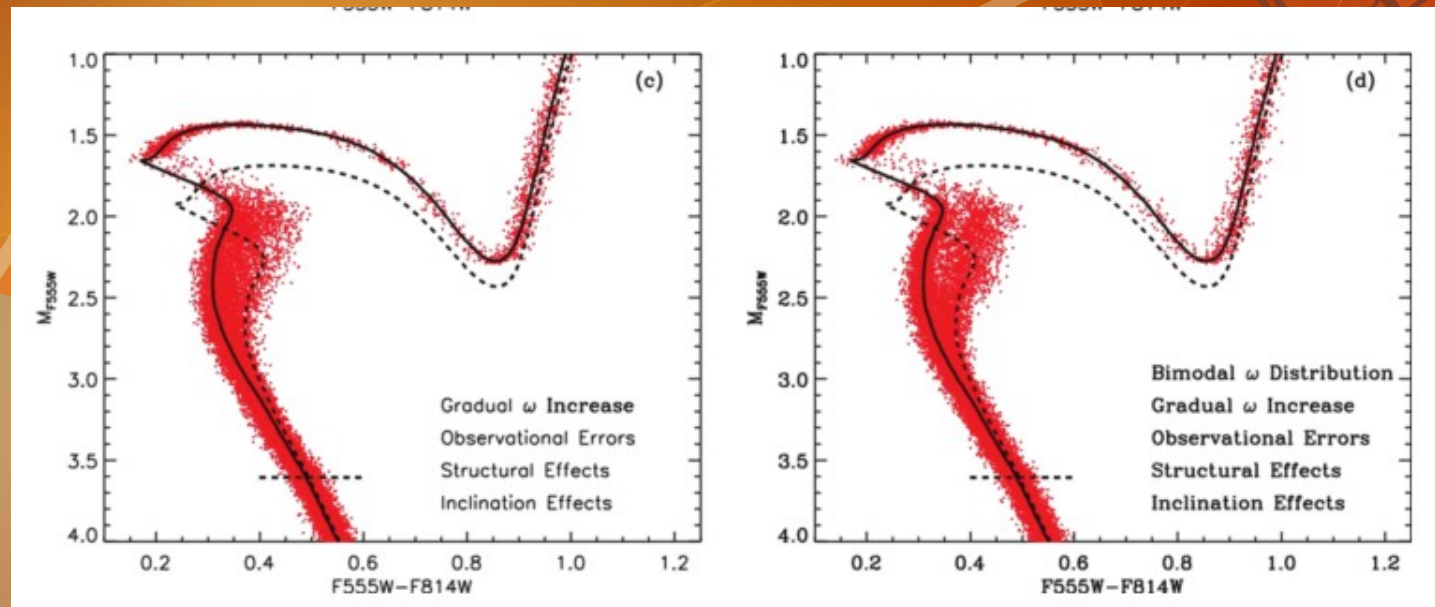 F555W−F814W
F555W−F814W
(c)
1.0
1.5
2.0
2.5
3.0
3.5
4.0
M_F555W
Gradual ω Increase
Observational Errors
Structural Effects
Inclination Effects
0.2 0.4 0.6 0.8 1.0 1.2
F555W−F814W
(d)
1.0
1.5
2.0
2.5
3.0
3.5
4.0
M_F555W
Bimodal ω Distribution
Gradual ω Increase
Observational Errors
Structural Effects
Inclination Effects
0.2 0.4 0.6 0.8 1.0 1.2
F555W−F814W